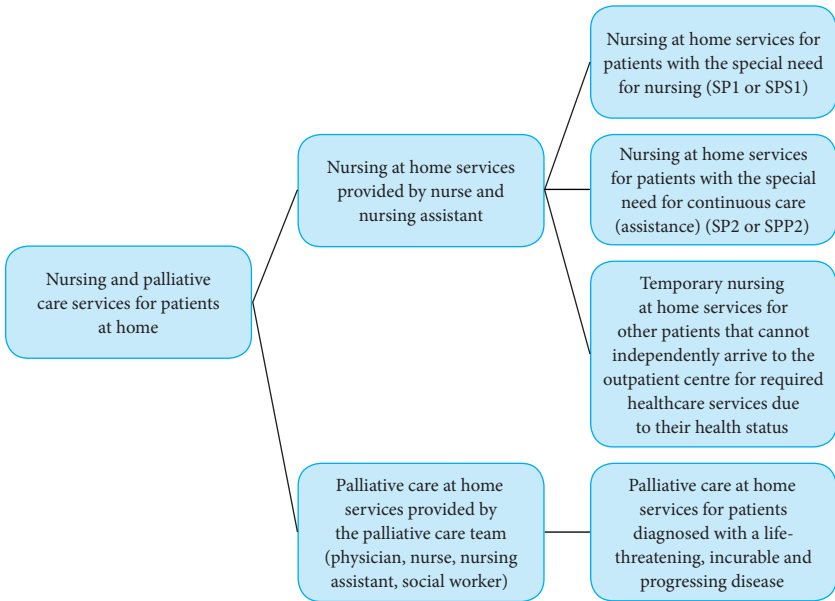 Nursing and palliative
care services for patients
at home
Nursing at home services
provided by nurse and
nursing assistant
Nursing at home services for
patients with the special need
for nursing (SP1 or SPS1)
Nursing at home services
for patients with the special
need for continuous care
(assistance) (SP2 or SPP2)
Temporary nursing
at home services for
other patients that cannot
independently arrive to the
outpatient centre for required
healthcare services due
to their health status
Palliative care at home
services provided by
the palliative care team
(physician, nurse, nursing
assistant, social worker)
Palliative care at home
services for patients
diagnosed with a life-
threatening, incurable and
progressing disease